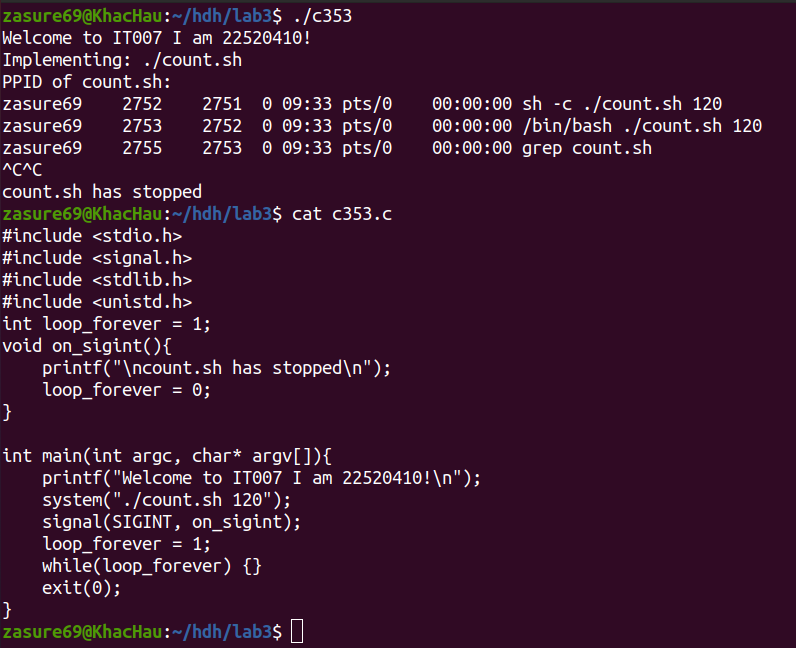 zasure69@KhacHau:~/hdh/lab3$ ./c353
Welcome to IT007 I am 22520410!
Implementing: ./count.sh
PPID of count.sh:
zasure69    2752    2751  0 09:33 pts/0    00:00:00 sh -c ./count.sh 120
zasure69    2753    2752  0 09:33 pts/0    00:00:00 /bin/bash ./count.sh 120
zasure69    2755    2753  0 09:33 pts/0    00:00:00 grep count.sh
^C^C
count.sh has stopped
zasure69@KhacHau:~/hdh/lab3$ cat c353.c
#include <stdio.h>
#include <signal.h>
#include <stdlib.h>
#include <unistd.h>
int loop_forever = 1;
void on_sigint(){
    printf("\ncount.sh has stopped\n");
    loop_forever = 0;
}

int main(int argc, char* argv[]){
    printf("Welcome to IT007 I am 22520410!\n");
    system("./count.sh 120");
    signal(SIGINT, on_sigint);
    loop_forever = 1;
    while(loop_forever) {}
    exit(0);
}
zasure69@KhacHau:~/hdh/lab3$